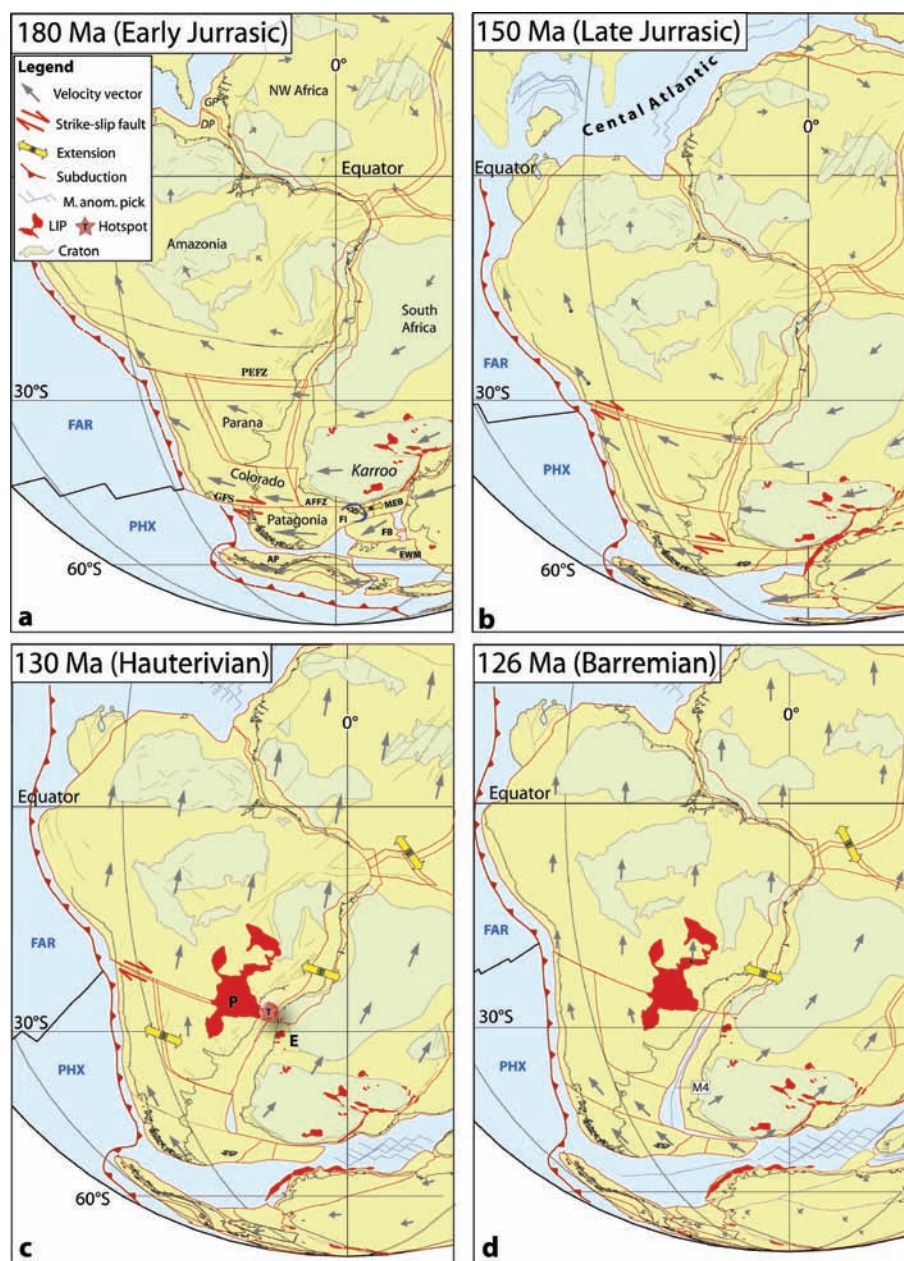 180 Ma (Early Jurrasic)
Legend
Velocity vector
Strike-slip fault
Extension
Subduction
M. anom. pick
LIP T Hotspot
Craton
0°
GP
DP
NW Africa
Equator
Amazonia
South
Africa
PEFZ
30°S
FAR
Parana
Karroo
Colorado
GFS
AFFZ
MEB
PHX
Patagonia
FI
FB
AP
EWM
60°S
a
150 Ma (Late Jurrasic)
Cental Atlantic
0°
Equator
FAR
30°S
PHX
60°S
b
130 Ma (Hauterivian)
0°
Equator
FAR
P
T
30°S
E
PHX
60°S
c
126 Ma (Barremian)
0°
Equator
FAR
30°S
PHX
M4
d